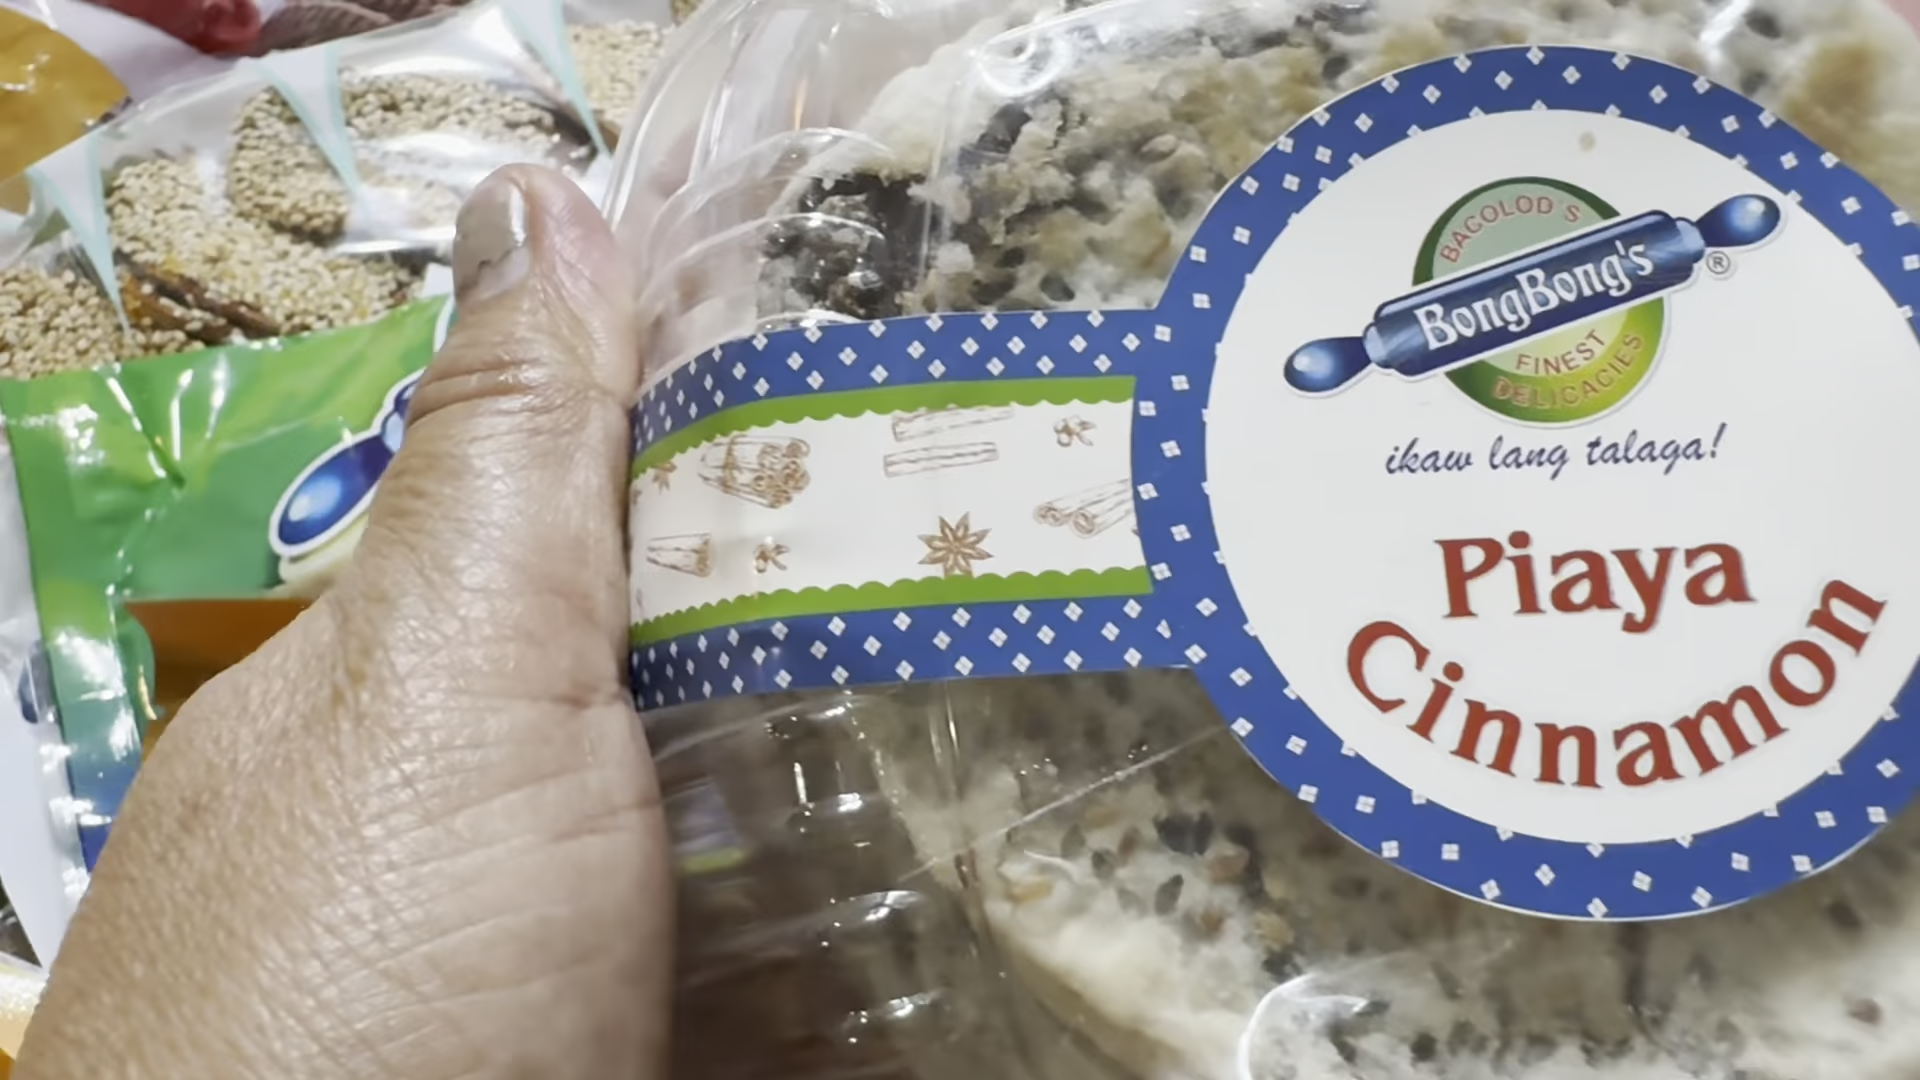 BACOLOD'S
BongBong's®
FINEST
DELICACIES
ikaw lang talaga!
Piaya
Cinnamon